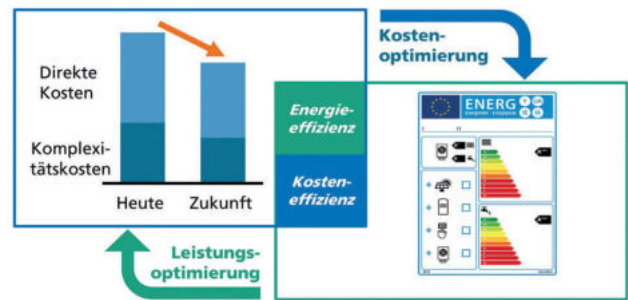 Direkte
Kosten
Komplexi-
tätskosten
Heute
Zukunft
Energie-
effizienz
Kosten-
effizienz
Kosten-
optimierung
ENERG
Leistungs-
optimierung